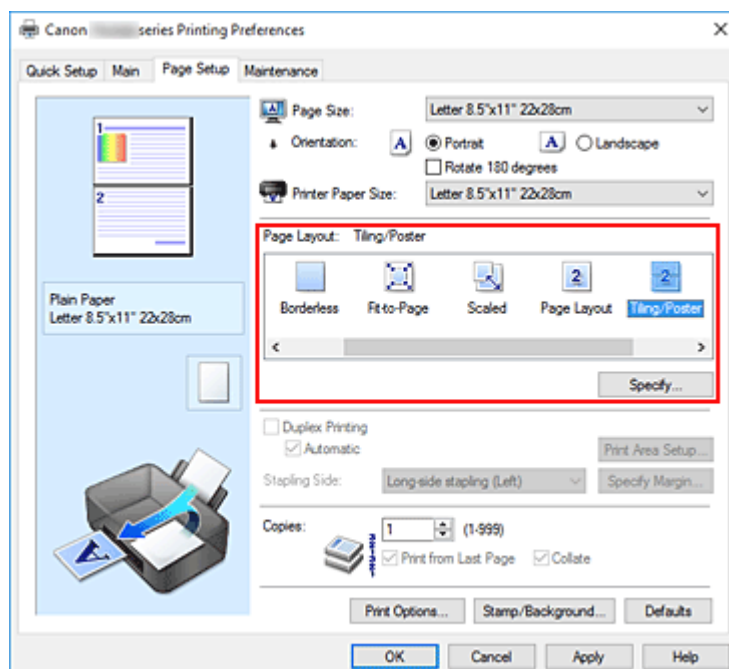 Canon series Printing Preferences
Quick Setup Main Page Setup Maintenance
1
2
Plain Paper
Letter 8.5"x11" 22x28cm
A
Page Size: Letter 8.5"x11" 22x28cm
Orientation: A Portrait A Landscape
Rotate 180 degrees
Printer Paper Size: Letter 8.5"x11" 22x28cm
Page Layout: Tiling/Poster
2 2
Borderless Fit-to-Page Scaled Page Layout Tiling/Poster
Specify...
Duplex Printing
Automatic Print Area Setup...
Stapling Side: Long-side stapling (Left) Specify Margin...
Copies: 1 (1-999)
Print from Last Page Collate
Print Options... Stamp/Background... Defaults
OK Cancel Apply Help